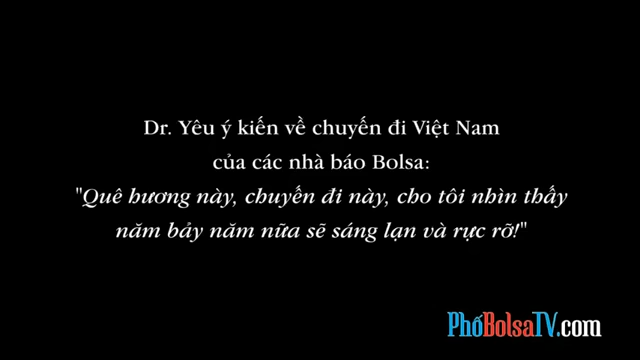 Dr. Yêu ý kiến về chuyến đi Việt Nam
của các nhà báo Bolsa:
"Quê hương này, chuyến đi này, cho tôi nhìn thấy
năm bảy năm nữa sẽ sáng lạn và rực rỡ!"
PhốBolsaTV.com